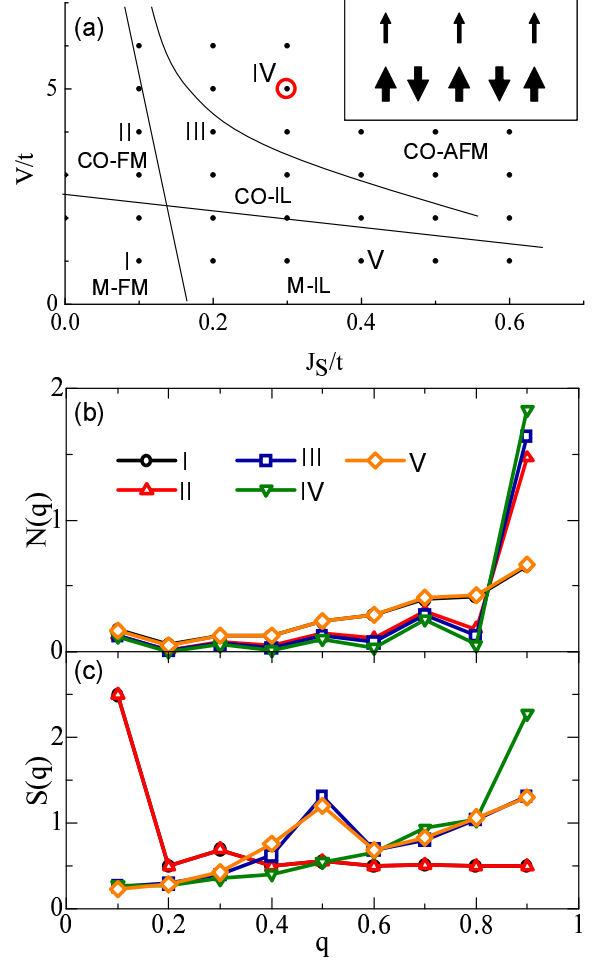 (a)
IV
5
II
III
CO-FM
CO-AFM
V/t
CO-IL
I
V
M-FM
M-IL
0
0.0
0.2
0.4
0.6
J_S/t
2
(b)
I
III
V
II
IV
N(q)
1
0
(c)
2
S(q)
1
0
0
0.2
0.4
0.6
0.8
1
q